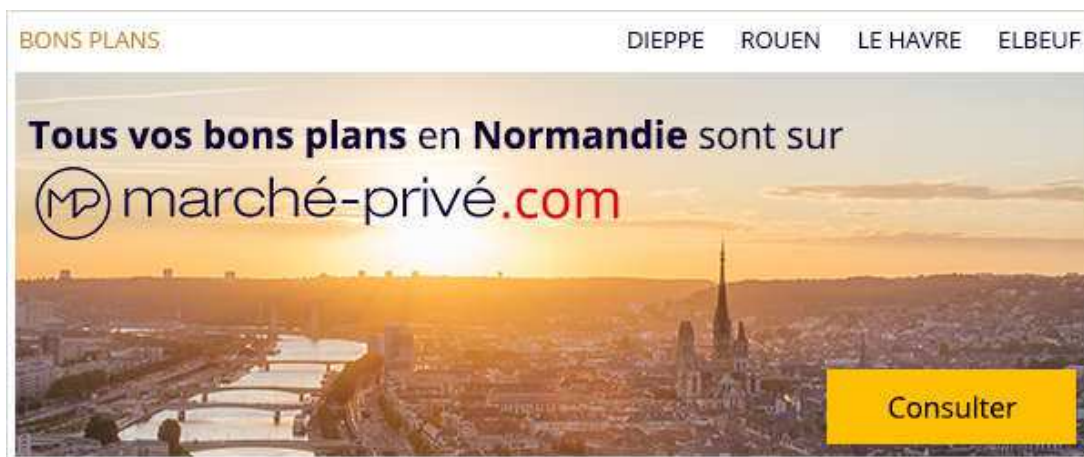 BONS PLANS DIEPPE ROUEN LE HAVRE ELBEUF
Tous vos bons plans en Normandie sont sur
MP marché-privé.com
Consulter